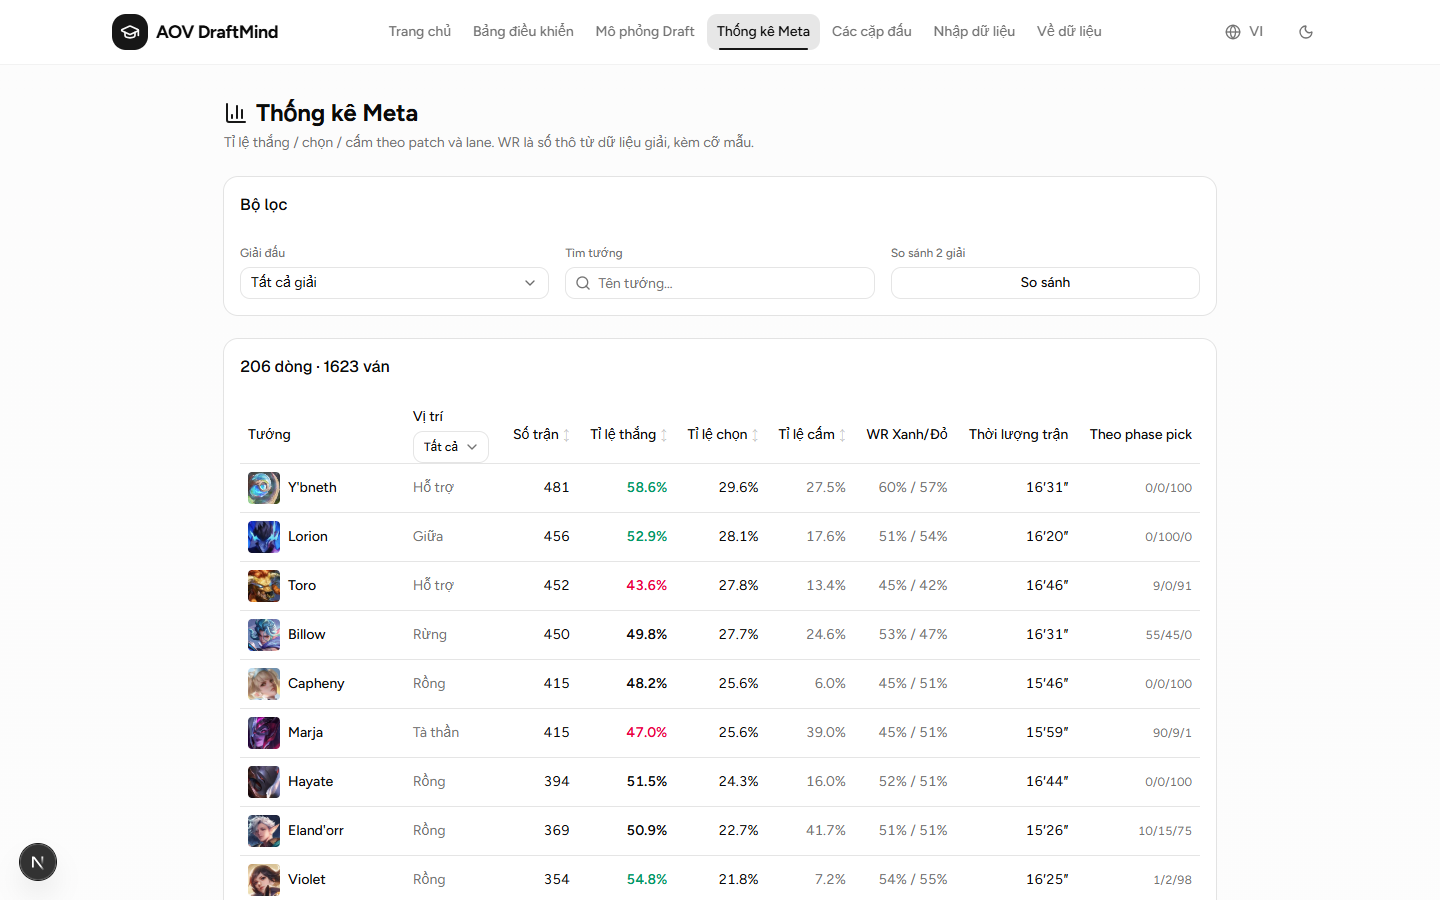 AOV DraftMind Trang chủ Bảng điều khiển Mô phỏng Draft Thống kê Meta Các cặp đấu Nhập dữ liệu Về dữ liệu VI
Thống kê Meta
Tỉ lệ thắng / chọn / cấm theo patch và lane. WR là số thô từ dữ liệu giải, kèm cỡ mẫu.
Bộ lọc
Giải đấu Tìm tướng So sánh 2 giải
Tất cả giải Tên tướng... So sánh
206 dòng · 1623 ván
Tướng Vị trí Tất cả Số trận Tỉ lệ thắng Tỉ lệ chọn Tỉ lệ cấm WR Xanh/Đỏ Thời lượng trận Theo phase pick
Y'bneth Hỗ trợ 481 58.6% 29.6% 27.5% 60% / 57% 16'31″ 0/0/100
Lorion Giữa 456 52.9% 28.1% 17.6% 51% / 54% 16'20″ 0/100/0
Toro Hỗ trợ 452 43.6% 27.8% 13.4% 45% / 42% 16'46″ 9/0/91
Billow Rừng 450 49.8% 27.7% 24.6% 53% / 47% 16'31″ 55/45/0
Capheny Rồng 415 48.2% 25.6% 6.0% 45% / 51% 15'46″ 0/0/100
Marja Tà thần 415 47.0% 25.6% 39.0% 45% / 51% 15'59″ 90/9/1
Hayate Rồng 394 51.5% 24.3% 16.0% 52% / 51% 16'44″ 0/0/100
Eland'orr Rồng 369 50.9% 22.7% 41.7% 51% / 51% 15'26″ 10/15/75
Violet Rồng 354 54.8% 21.8% 7.2% 54% / 55% 16'25″ 1/2/98
N